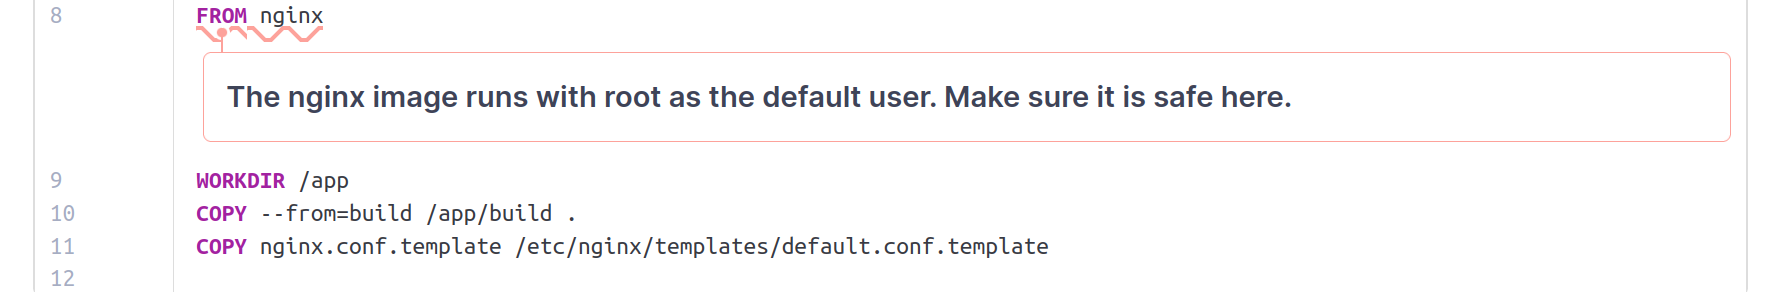 8 FROM nginx
The nginx image runs with root as the default user. Make sure it is safe here.
9 WORKDIR /app
10 COPY --from=build /app/build .
11 COPY nginx.conf.template /etc/nginx/templates/default.conf.template
12